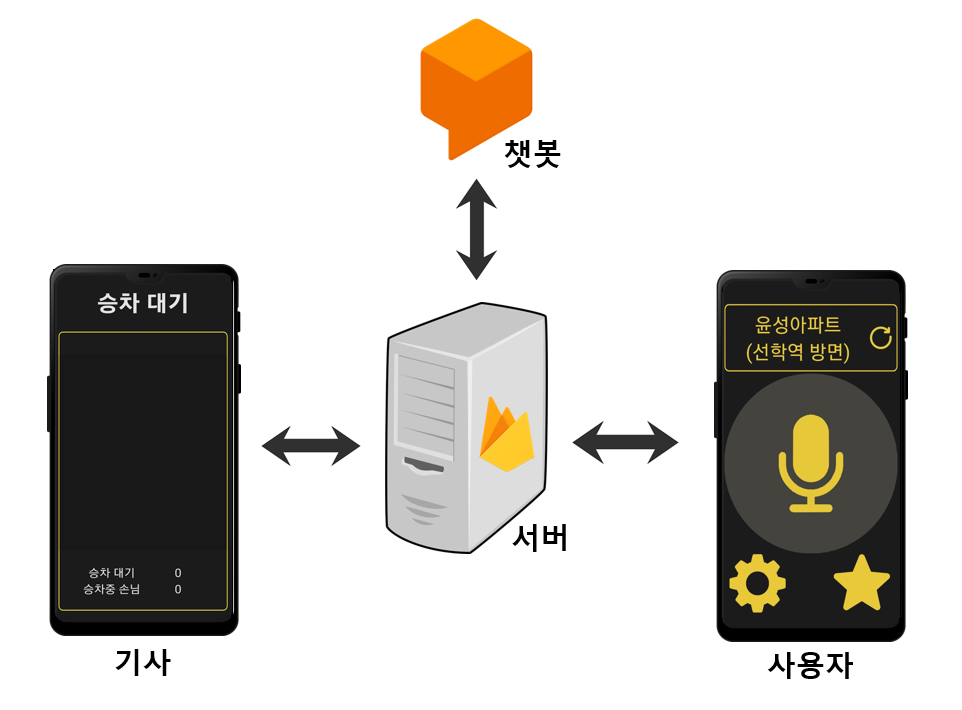 챗봇
승차 대기
승차 대기 0
승차중 손님 0
기사
서버
윤성아파트
(선학역 방면)
사용자